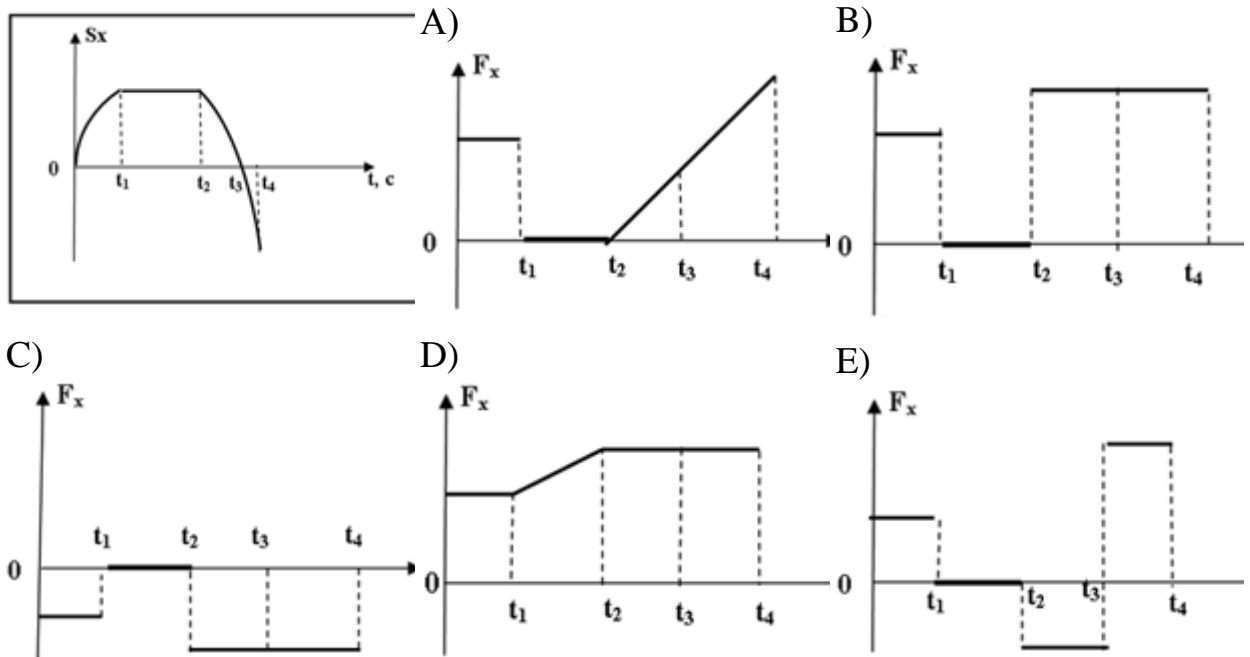 Sx
0
t₁
t₂
t₃
t₄
t, c
A)
Fₓ
0
t₁
t₂
t₃
t₄
B)
Fₓ
0
t₁
t₂
t₃
t₄
C)
Fₓ
0
t₁
t₂
t₃
t₄
D)
Fₓ
0
t₁
t₂
t₃
t₄
E)
Fₓ
0
t₁
t₂
t₃
t₄